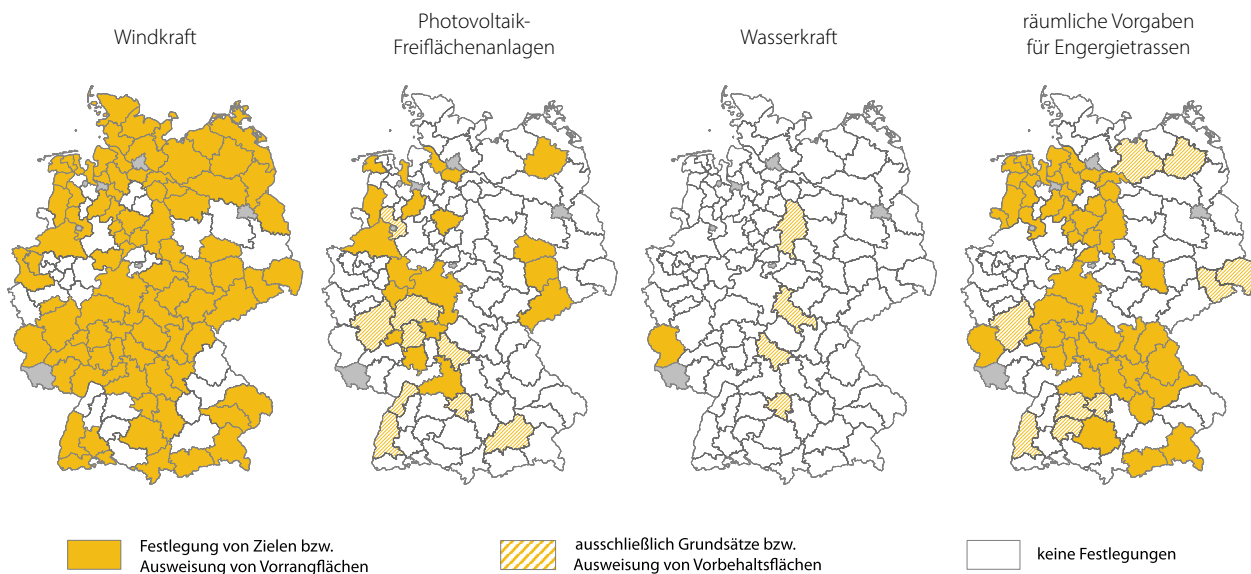 Windkraft
Photovoltaik-
Freiflächenanlagen
Wasserkraft
räumliche Vorgaben
für Engergietrassen
Festlegung von Zielen bzw.
Ausweisung von Vorrangflächen
ausschließlich Grundsätze bzw.
Ausweisung von Vorbehaltsflächen
keine Festlegungen